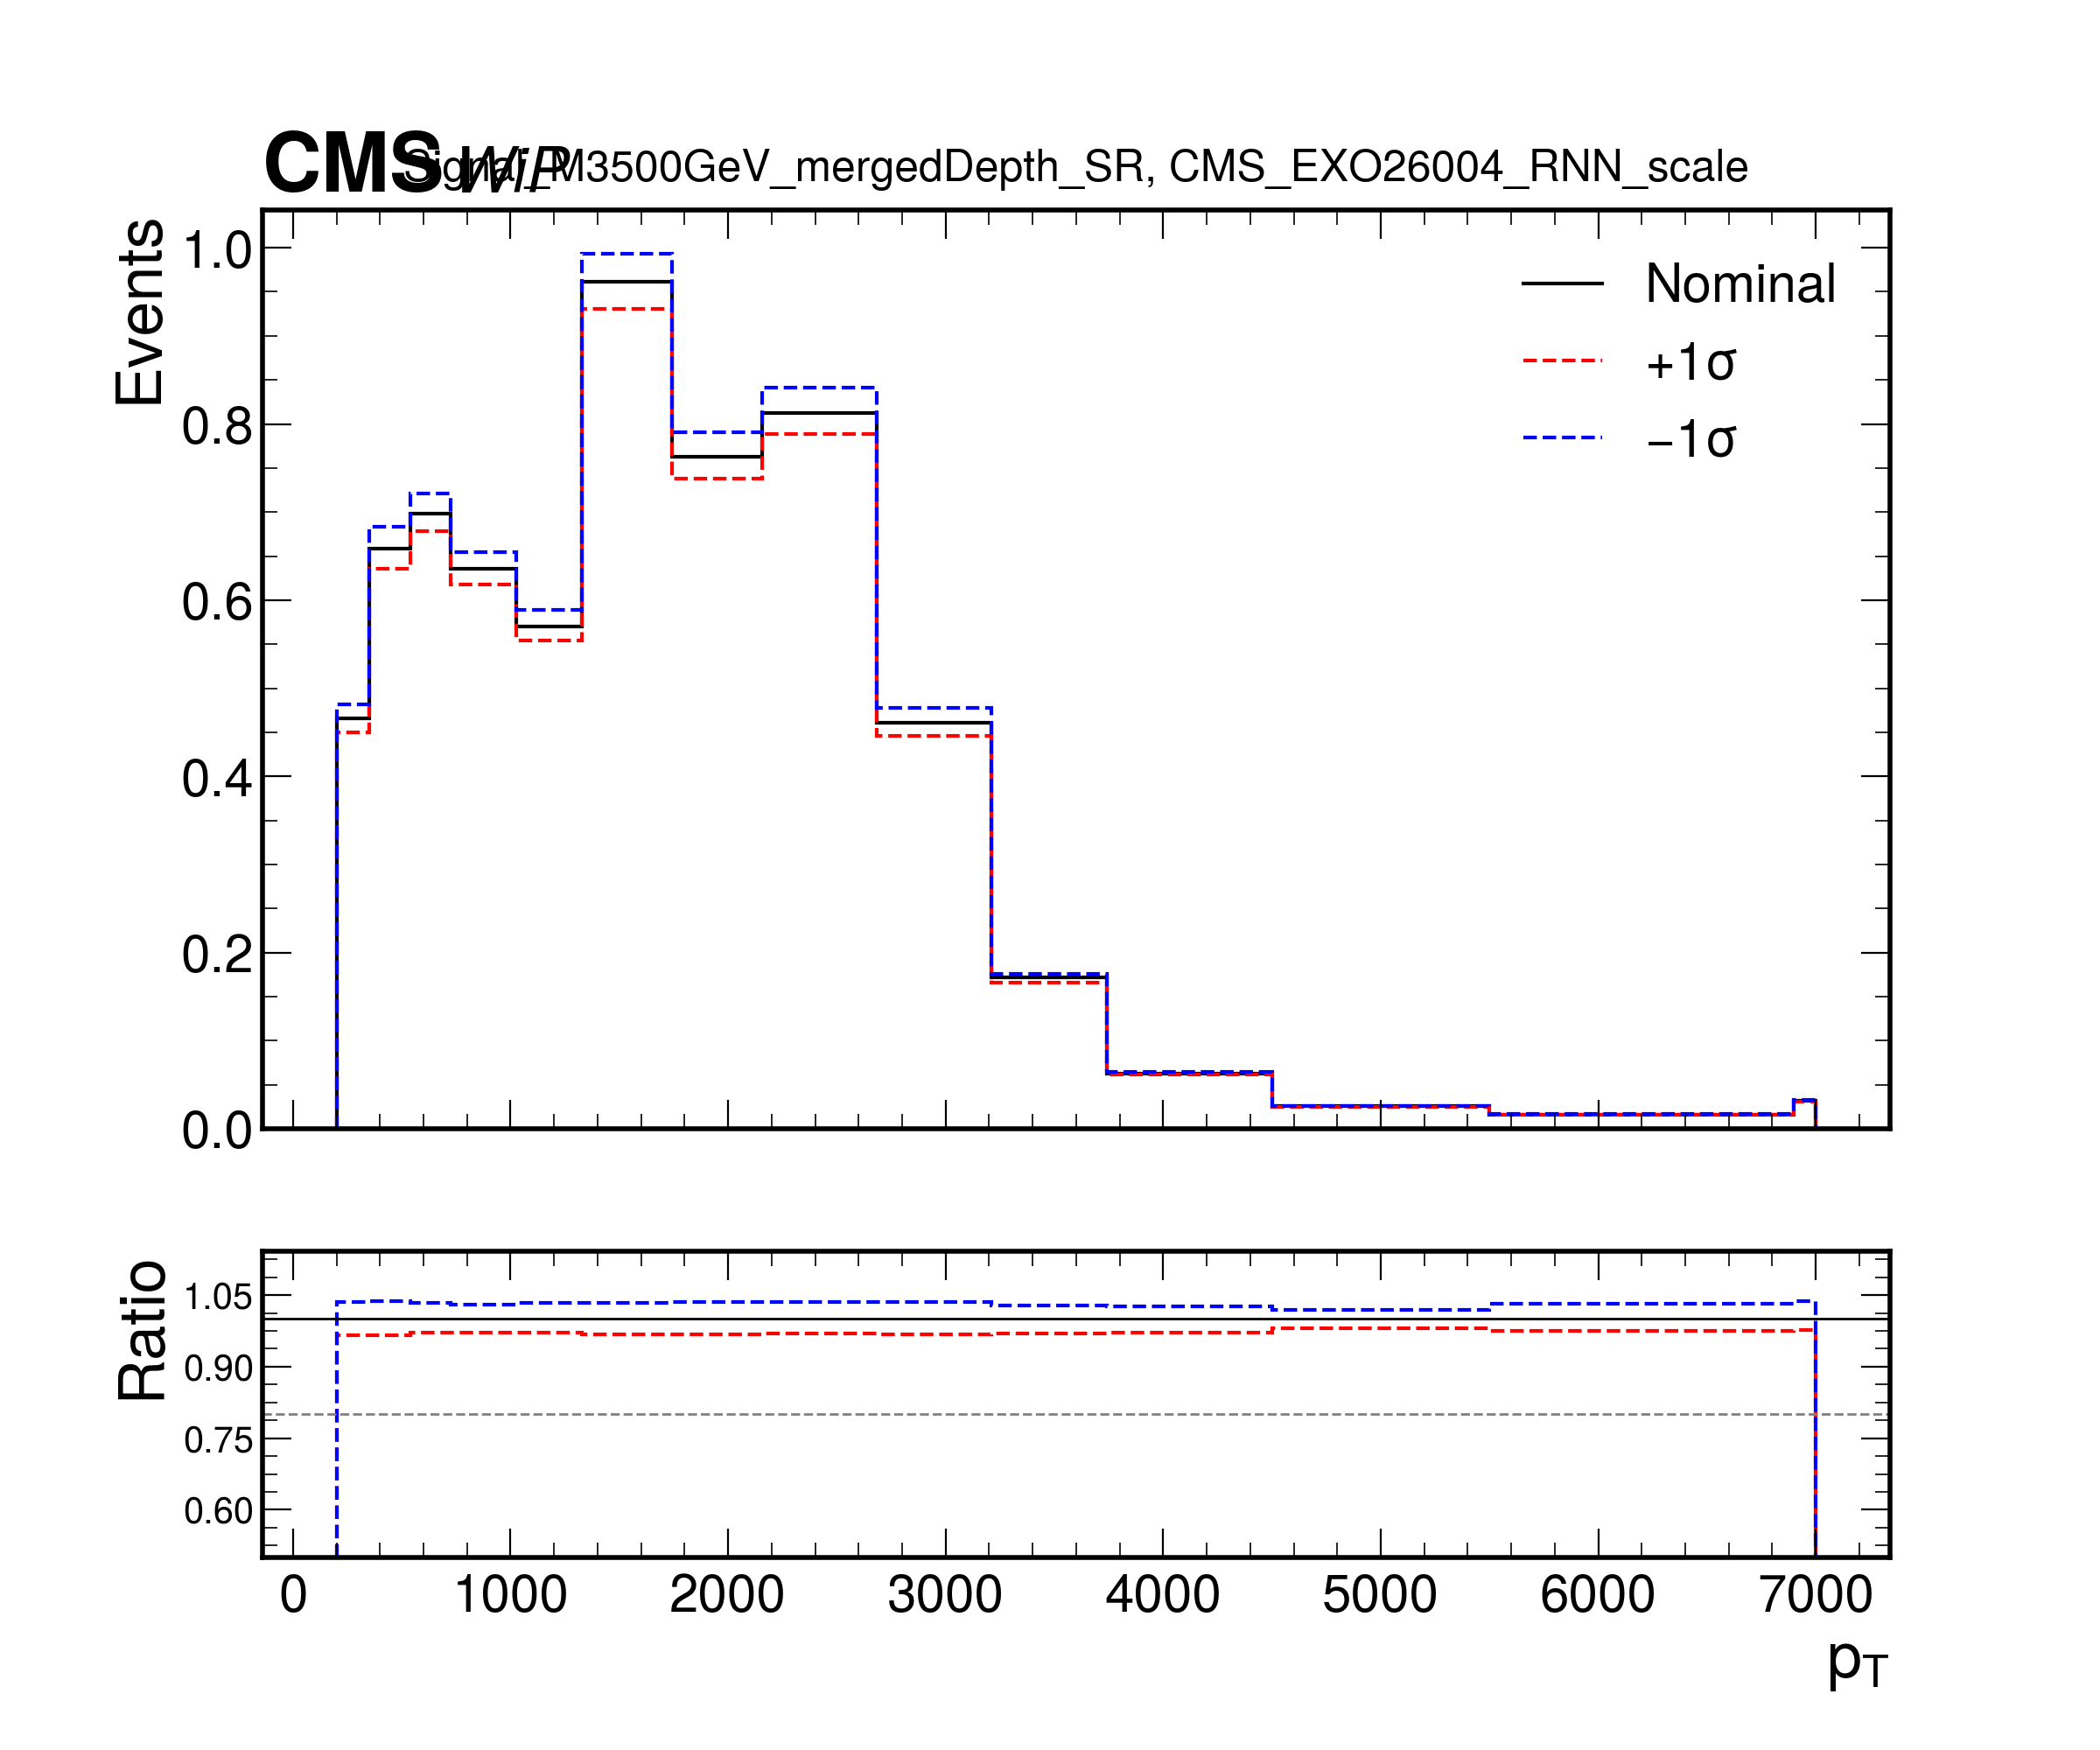 CMS WiP Signal_M3500GeV_mergedDepth_SR, CMS_EXO26004_RNN_scale
Events
1.0
0.8
0.6
0.4
0.2
0.0
Nominal
+1σ
−1σ
Ratio
1.05
0.90
0.75
0.60
0 1000 2000 3000 4000 5000 6000 7000
pT